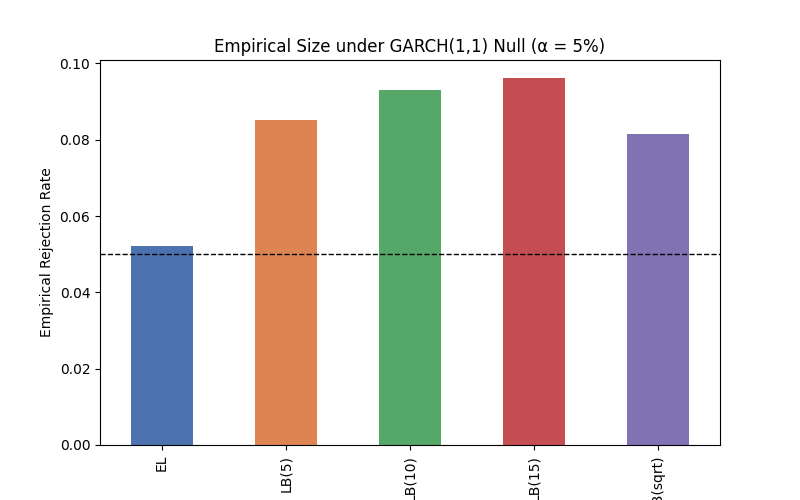 Empirical Size under GARCH(1,1) Null (α = 5%)
Empirical Rejection Rate
0.10
0.08
0.06
0.04
0.02
0.00
EL
LB(5)
LB(10)
LB(15)
B(sqrt)